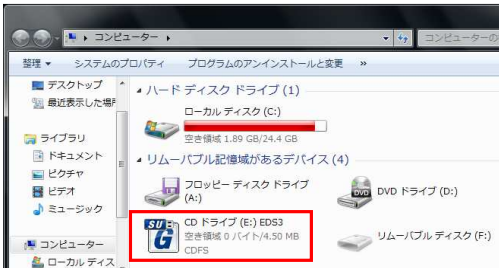 コンピューター
コンピューターの
整理 システムのプロパティ プログラムのアンインストールと変更 »
デスクトップ
最近表示した場所
ライブラリ
ドキュメント
ピクチャ
ビデオ
ミュージック
コンピューター
ローカル ディス
ハード ディスク ドライブ (1)
ローカル ディスク (C:)
空き領域 1.89 GB/24.4 GB
リムーバブル記憶域があるデバイス (4)
フロッピー ディスク ドライブ
(A:)
DVD
DVD ドライブ (D:)
SUB
G
CD ドライブ (E:) EDS3
空き領域 0 バイト/4.50 MB
CDFS
リムーバブル ディスク (F:)